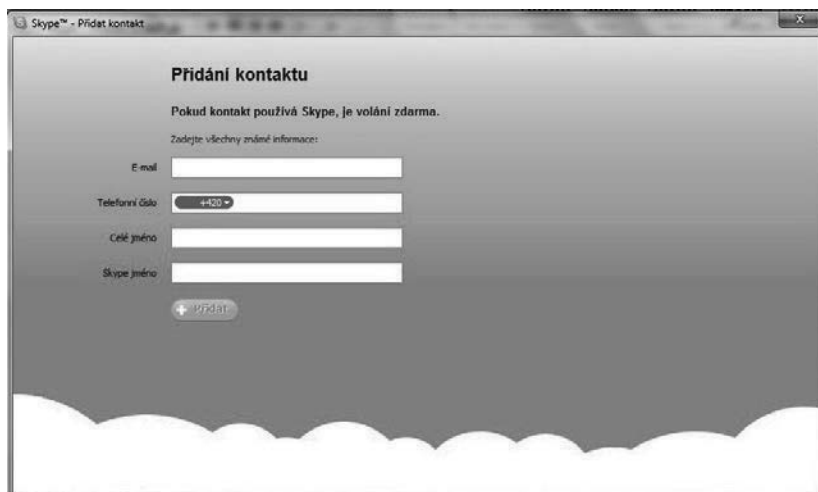 Skype™ - Přidat kontakt
x
Přidání kontaktu
Pokud kontakt používá Skype, je volání zdarma.
Zadejte všechny známé informace:
E-mail
Telefonní číslo
+420
Celé jméno
Skype jméno
+ Přidat